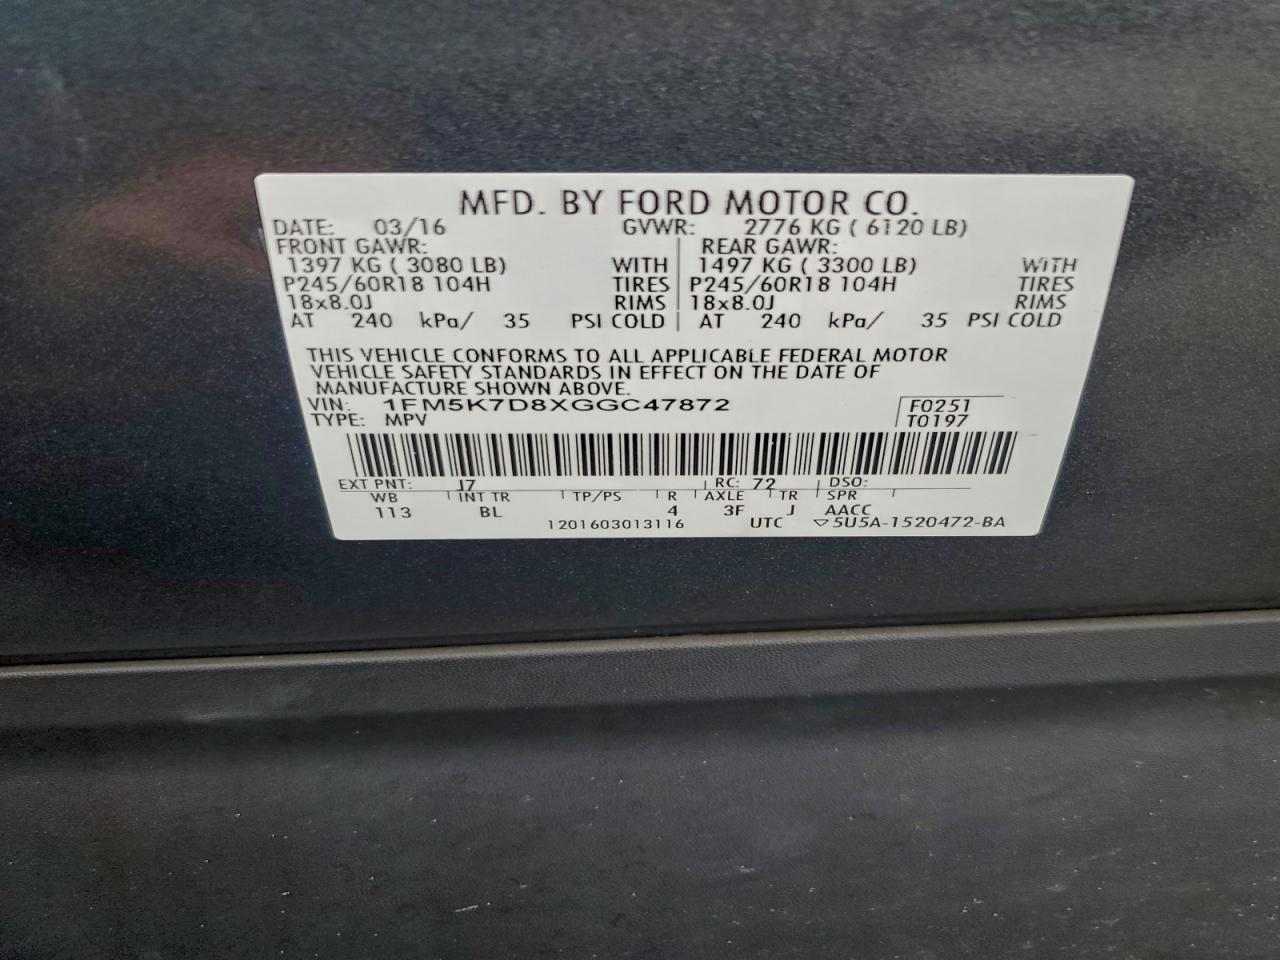 MFD. BY FORD MOTOR CO.
DATE: 03/16 GVWR: 2776 KG ( 6120 LB)
FRONT GAWR: REAR GAWR:
1397 KG ( 3080 LB) WITH 1497 KG ( 3300 LB) WITH
P245/60R18 104H TIRES P245/60R18 104H TIRES
18x8.0J RIMS 18x8.0J RIMS
AT 240 kPa/ 35 PSI COLD AT 240 kPa/ 35 PSI COLD
THIS VEHICLE CONFORMS TO ALL APPLICABLE FEDERAL MOTOR
VEHICLE SAFETY STANDARDS IN EFFECT ON THE DATE OF
MANUFACTURE SHOWN ABOVE.
VIN: 1FM5K7D8XGGC47872 F0251
TYPE: MPV T0197
EXT PNT: J7 RC: 72 DSO:
WB INT TR TP/PS R AXLE TR SPR
113 BL 4 3F J AACC
1201603013116 UTC ▽5U5A-1520472-BA